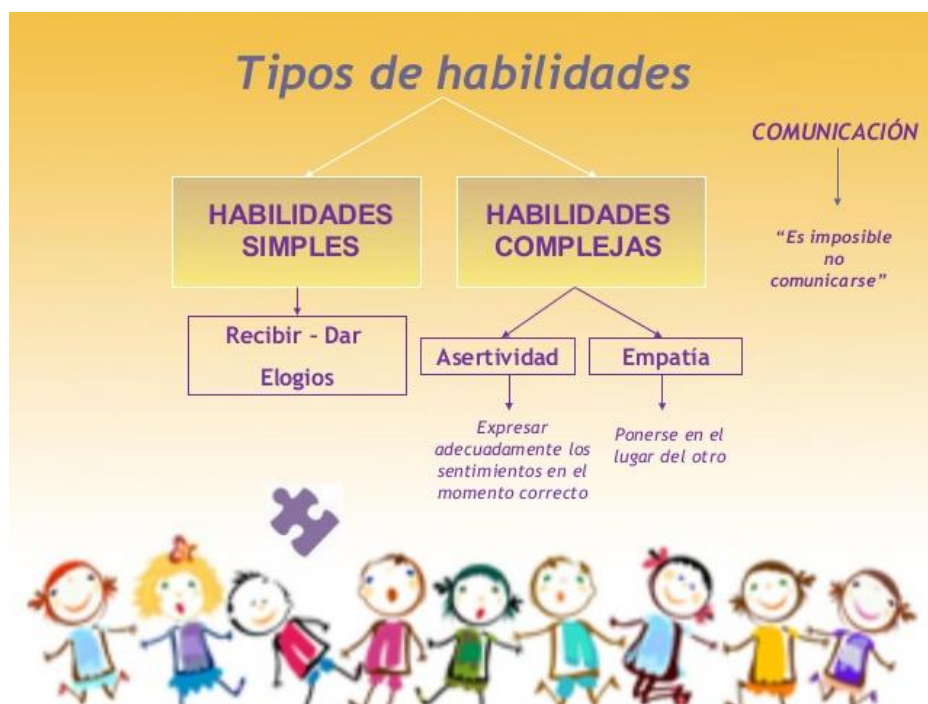 Tipos de habilidades
COMUNICACIÓN
HABILIDADES
SIMPLES
HABILIDADES
COMPLEJAS
“Es imposible
no
comunicarse”
Recibir – Dar
Elogios
Asertividad
Empatía
Expresar
adecuadamente los
sentimientos en el
momento correcto
Ponerse en el
lugar del otro